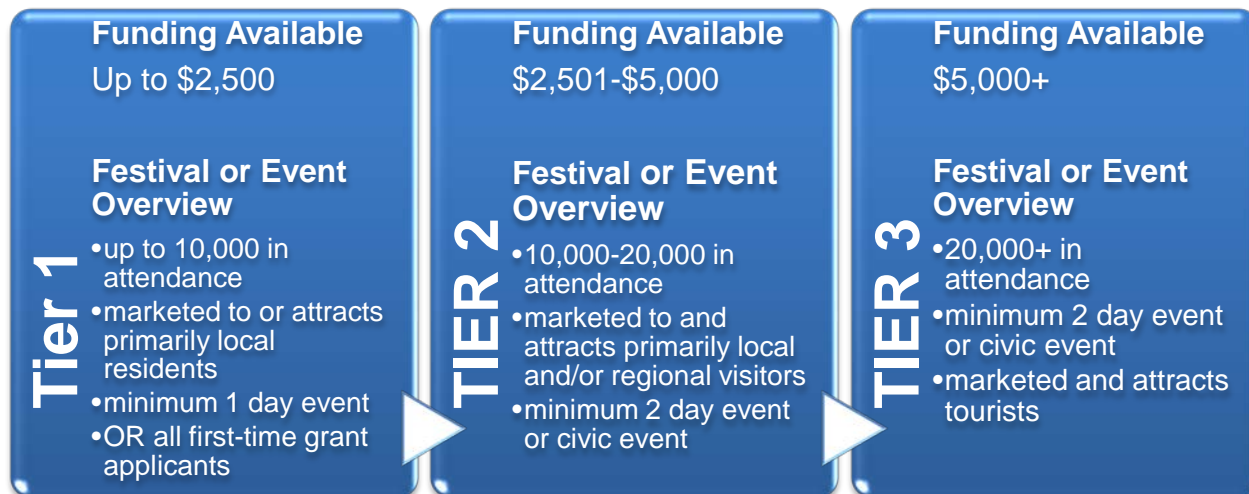 Tier 1
Funding Available
Up to $2,500
Festival or Event
Overview
•up to 10,000 in
attendance
•marketed to or attracts
primarily local
residents
•minimum 1 day event
•OR all first-time grant
applicants
TIER 2
Funding Available
$2,501-$5,000
Festival or Event
Overview
•10,000-20,000 in
attendance
•marketed to and
attracts primarily local
and/or regional visitors
•minimum 2 day event
or civic event
TIER 3
Funding Available
$5,000+
Festival or Event
Overview
•20,000+ in
attendance
•minimum 2 day event
or civic event
•marketed and attracts
tourists